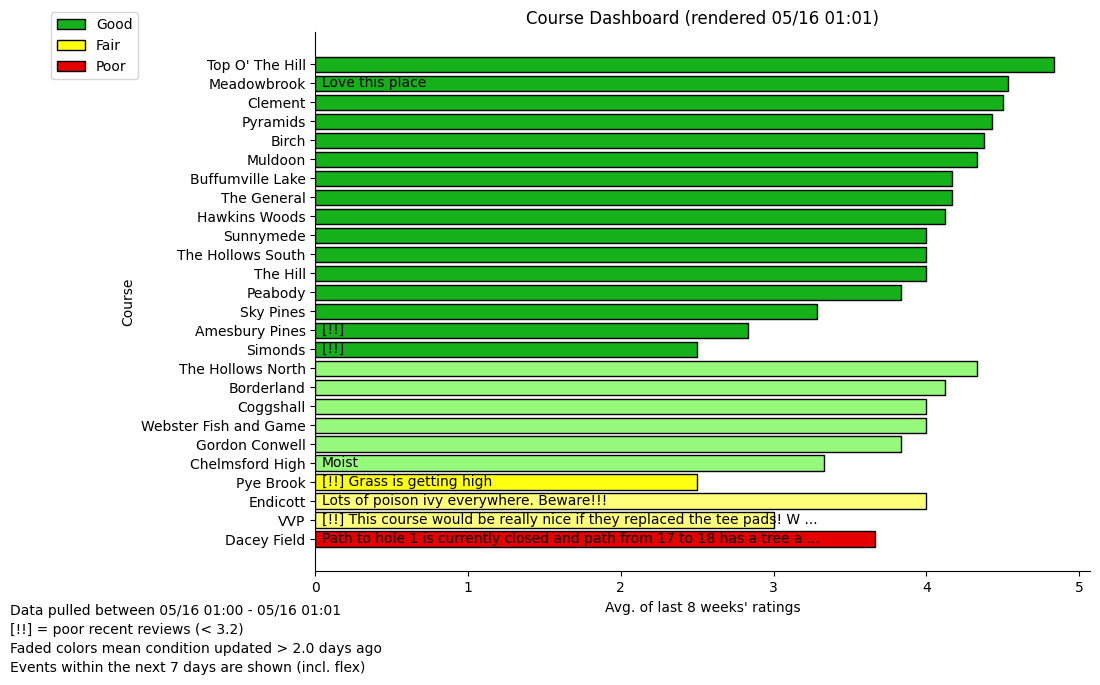 Good
Fair
Poor
Course Dashboard (rendered 05/16 01:01)
Course
Top O' The Hill
Meadowbrook Love this place
Clement
Pyramids
Birch
Muldoon
Buffumville Lake
The General
Hawkins Woods
Sunnymede
The Hollows South
The Hill
Peabody
Sky Pines
Amesbury Pines [!!]
Simonds [!!]
The Hollows North
Borderland
Coggshall
Webster Fish and Game
Gordon Conwell
Chelmsford High Moist
Pye Brook [!!] Grass is getting high
Endicott Lots of poison ivy everywhere. Beware!!!
VVP [!!] This course would be really nice if they replaced the tee pads! W ...
Dacey Field Path to hole 1 is currently closed and path from 17 to 18 has a tree a ...
0 1 2 3 4 5
Avg. of last 8 weeks' ratings
Data pulled between 05/16 01:00 - 05/16 01:01
[!!] = poor recent reviews (< 3.2)
Faded colors mean condition updated > 2.0 days ago
Events within the next 7 days are shown (incl. flex)